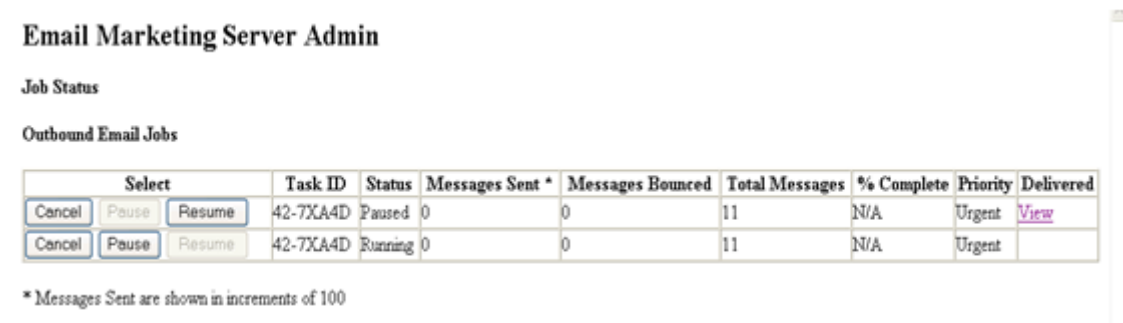 Email Marketing Server Admin
Job Status
Outbound Email Jobs
Select Task ID Status Messages Sent * Messages Bounced Total Messages % Complete Priority Delivered
Cancel Pause Resume 42-7XA4D Paused 0 0 11 N/A Urgent View
Cancel Pause Resume 42-7XA4D Running 0 0 11 N/A Urgent
* Messages Sent are shown in increments of 100